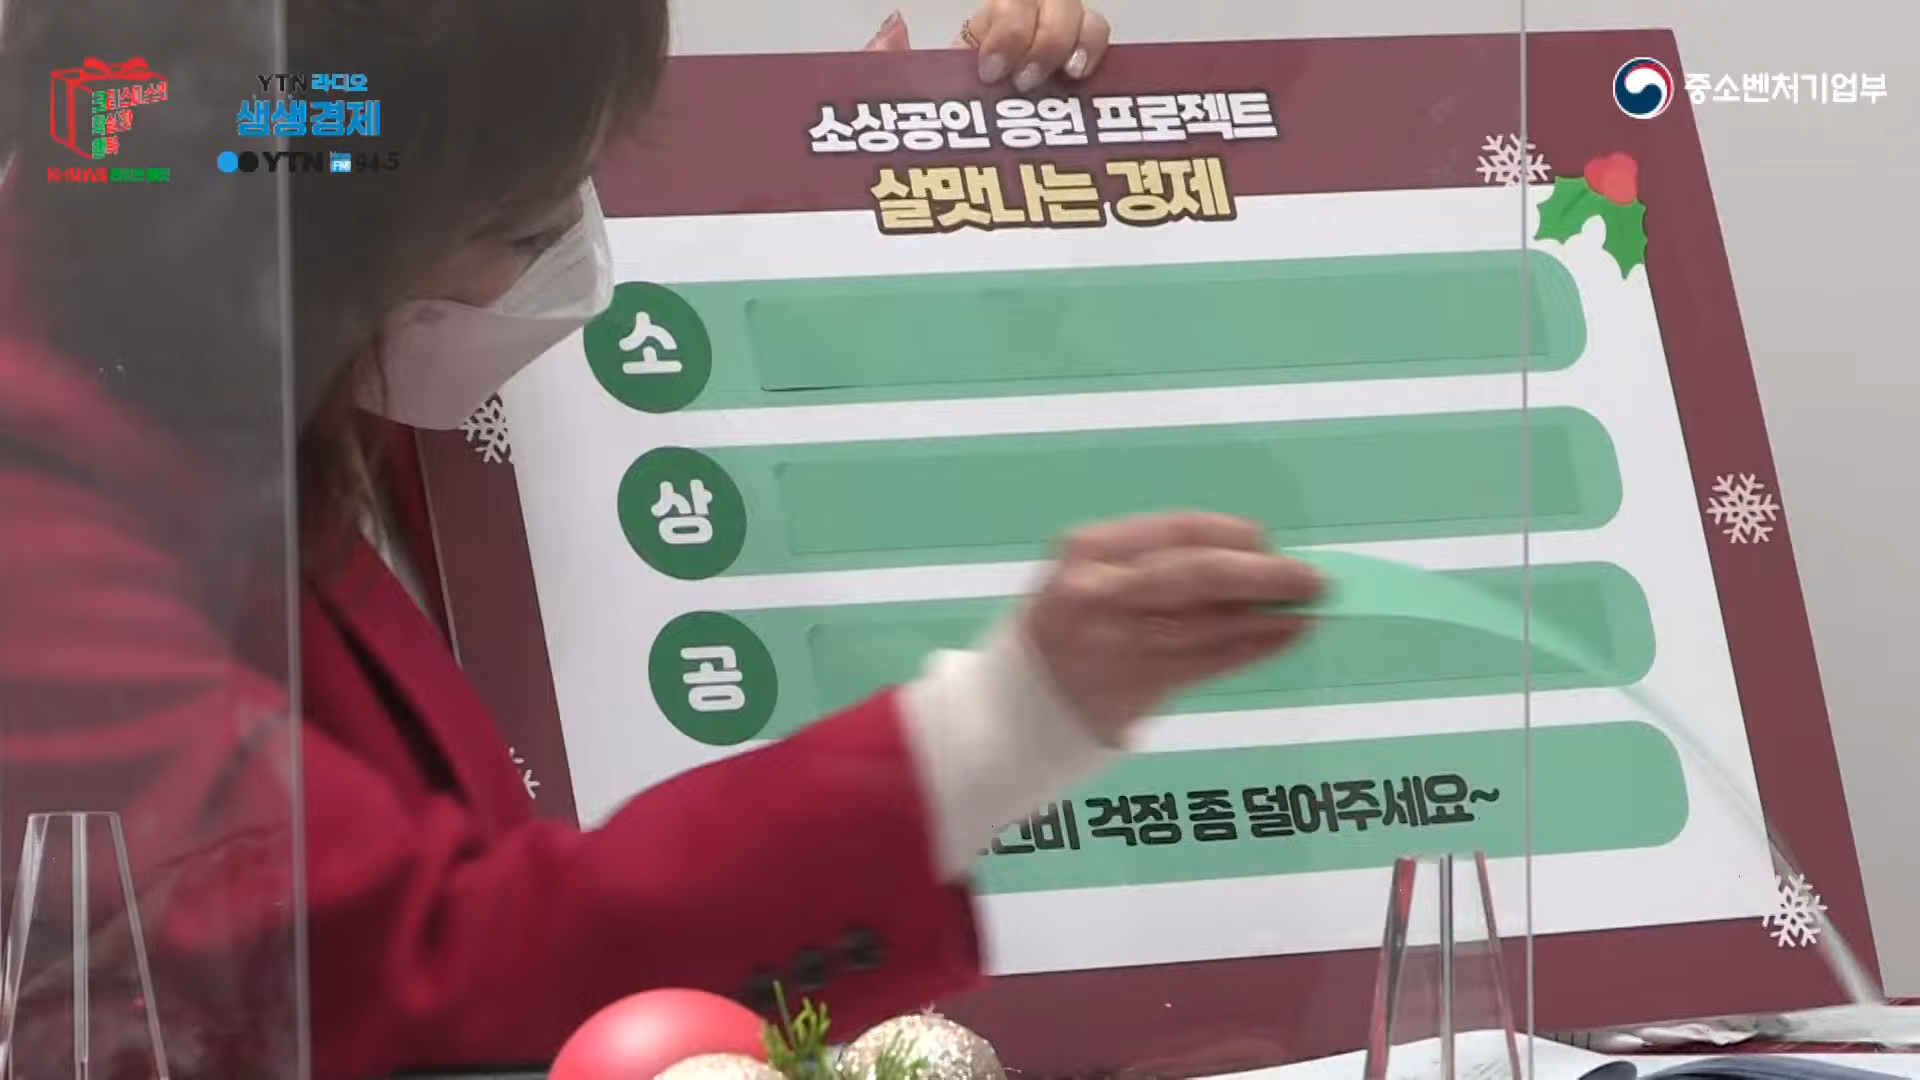 YTN 라디오
생생경제
YTN 94.5
중소벤처기업부
소상공인 응원 프로젝트
살맛나는 경제
소
상
공
걱정 좀 덜어주세요~